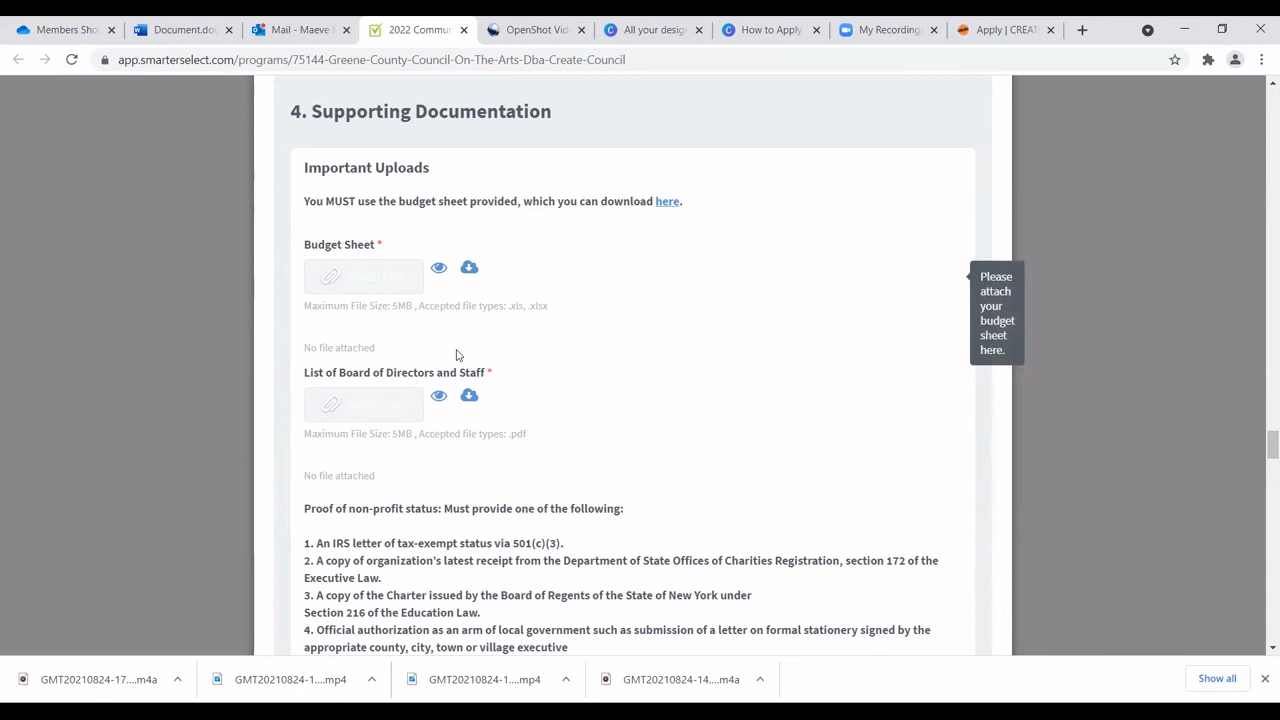 Members Shou
Document.doc
Mail - Maeve
2022 Commu
OpenShot Vid
All your desig
How to Apply
My Recording
Apply | CREAT
app.smarterselect.com/programs/75144-Greene-County-Council-On-The-Arts-Dba-Create-Council
4. Supporting Documentation
Important Uploads
You MUST use the budget sheet provided, which you can download here.
Budget Sheet *
Maximum File Size: 5MB , Accepted file types: .xls, .xlsx
Please
attach
your
budget
sheet
here.
No file attached
List of Board of Directors and Staff *
Maximum File Size: 5MB , Accepted file types: .pdf
No file attached
Proof of non-profit status: Must provide one of the following:
1. An IRS letter of tax-exempt status via 501(c)(3).
2. A copy of organization's latest receipt from the Department of State Offices of Charities Registration, section 172 of the
Executive Law.
3. A copy of the Charter issued by the Board of Regents of the State of New York under
Section 216 of the Education Law.
4. Official authorization as an arm of local government such as submission of a letter on formal stationery signed by the
appropriate county, city, town or village executive
GMT20210824-17....m4a
GMT20210824-1....mp4
GMT20210824-1....mp4
GMT20210824-14....m4a
Show all